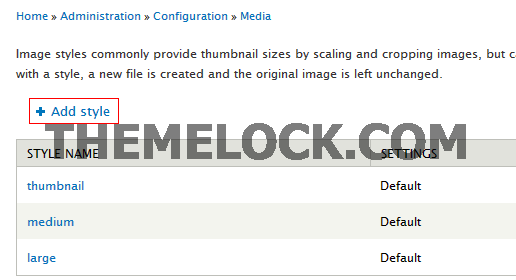 Home » Administration » Configuration » Media
Image styles commonly provide thumbnail sizes by scaling and cropping images, but
with a style, a new file is created and the original image is left unchanged.
+ Add style
THEMELOCK.COM
STYLE NAME SETTINGS
thumbnail Default
medium Default
large Default